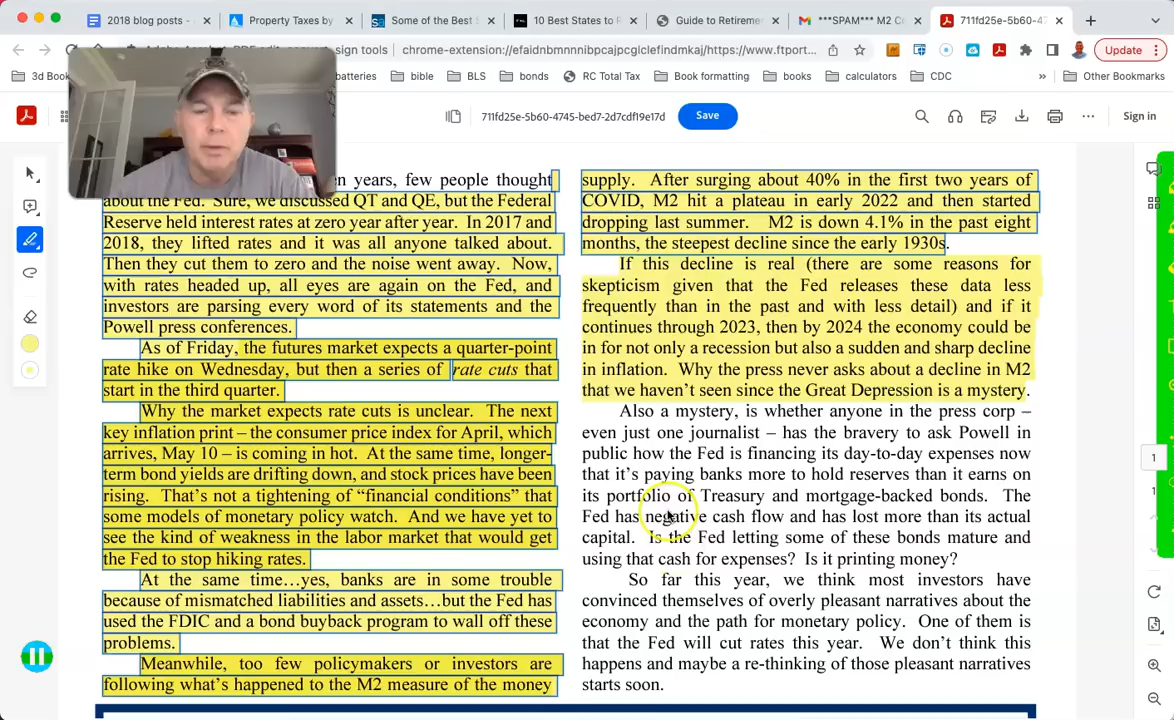 2018 blog posts -
Property Taxes by
Some of the Best
10 Best States to R
Guide to Retireme
***SPAM*** M2 C
711fd25e-5b60-47
sign tools
chrome-extension://efaidnbmnnnibpcajpcglclefindmkaj/https://www.ftport...
Update
3d Book
batteries
bible
BLS
bonds
RC Total Tax
Book formatting
books
calculators
CDC
»
Other Bookmarks
711fd25e-5b60-4745-bed7-2d7cdf19e17d
Save
Sign in
en years, few people thought
about the Fed. Sure, we discussed QT and QE, but the Federal
Reserve held interest rates at zero year after year. In 2017 and
2018, they lifted rates and it was all anyone talked about.
Then they cut them to zero and the noise went away. Now,
with rates headed up, all eyes are again on the Fed, and
investors are parsing every word of its statements and the
Powell press conferences.
As of Friday, the futures market expects a quarter-point
rate hike on Wednesday, but then a series of rate cuts that
start in the third quarter.
Why the market expects rate cuts is unclear. The next
key inflation print – the consumer price index for April, which
arrives, May 10 – is coming in hot. At the same time, longer-
term bond yields are drifting down, and stock prices have been
rising. That's not a tightening of “financial conditions” that
some models of monetary policy watch. And we have yet to
see the kind of weakness in the labor market that would get
the Fed to stop hiking rates.
At the same time…yes, banks are in some trouble
because of mismatched liabilities and assets…but the Fed has
used the FDIC and a bond buyback program to wall off these
problems.
Meanwhile, too few policymakers or investors are
following what's happened to the M2 measure of the money
supply. After surging about 40% in the first two years of
COVID, M2 hit a plateau in early 2022 and then started
dropping last summer. M2 is down 4.1% in the past eight
months, the steepest decline since the early 1930s.
If this decline is real (there are some reasons for
skepticism given that the Fed releases these data less
frequently than in the past and with less detail) and if it
continues through 2023, then by 2024 the economy could be
in for not only a recession but also a sudden and sharp decline
in inflation. Why the press never asks about a decline in M2
that we haven't seen since the Great Depression is a mystery.
Also a mystery, is whether anyone in the press corp –
even just one journalist – has the bravery to ask Powell in
public how the Fed is financing its day-to-day expenses now
that it's paying banks more to hold reserves than it earns on
its portfolio of Treasury and mortgage-backed bonds. The
Fed has negative cash flow and has lost more than its actual
capital. Is the Fed letting some of these bonds mature and
using that cash for expenses? Is it printing money?
So far this year, we think most investors have
convinced themselves of overly pleasant narratives about the
economy and the path for monetary policy. One of them is
that the Fed will cut rates this year. We don't think this
happens and maybe a re-thinking of those pleasant narratives
starts soon.
1
1